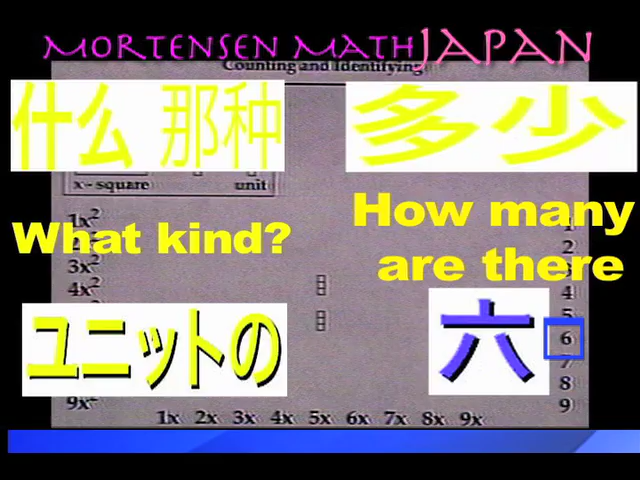 MORTENSEN MATH JAPAN
Counting and Identifying
什么 那种
多少
x - square
unit
What kind?
How many
are there
1x²
3x²
4x²
2
4
5
6
7
8
9
ユニットの
六
9x²
1x 2x 3x 4x 5x 6x 7x 8x 9x